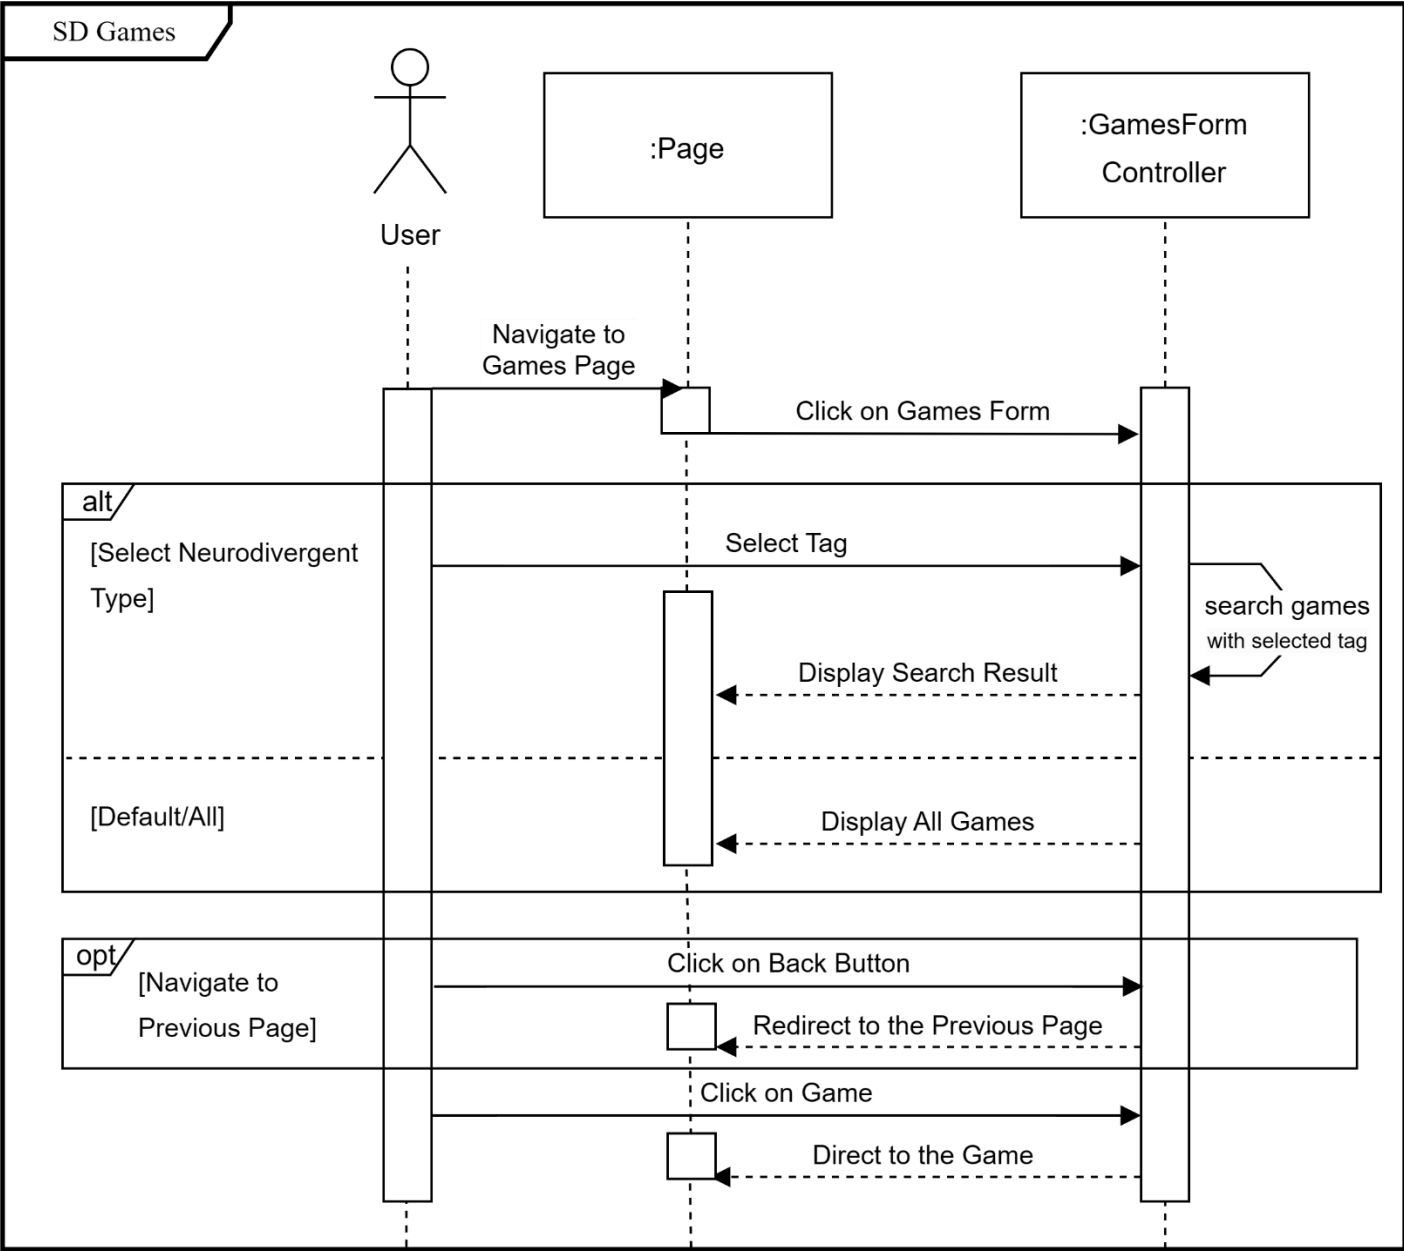 SD Games
:Page
:GamesForm
Controller
User
Navigate to
Games Page
Click on Games Form
alt
[Select Neurodivergent
Type]
Select Tag
search games
with selected tag
Display Search Result
[Default/All]
Display All Games
opt
[Navigate to
Previous Page]
Click on Back Button
Redirect to the Previous Page
Click on Game
Direct to the Game